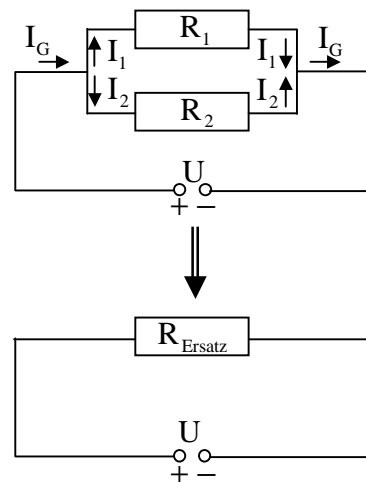 I_G R_1 I_G
I_1 I_1
I_2 R_2 I_2
U
+ −
R_Ersatz
U
+ −